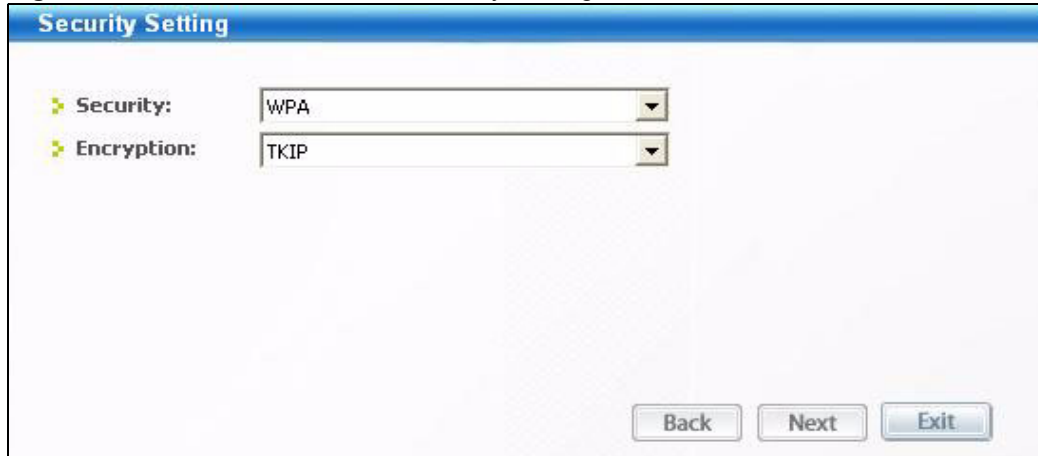 Security Setting
Security: WPA
Encryption: TKIP
Back Next Exit